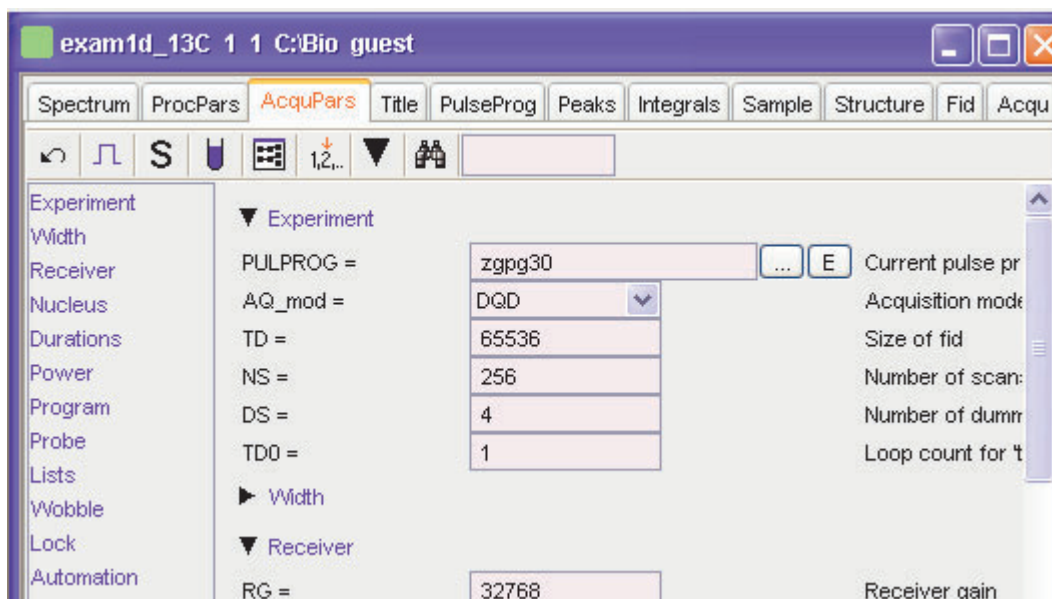 exam1d_13C 1 1 C:\Bio guest
Spectrum ProcPars AcquPars Title PulseProg Peaks Integrals Sample Structure Fid Acqu
S 1,2,..
Experiment
Width
Receiver
Nucleus
Durations
Power
Program
Probe
Lists
Wobble
Lock
Automation
Experiment
PULPROG = zgpg30 ... E Current pulse pr
AQ_mod = DQD Acquisition mode
TD = 65536 Size of fid
NS = 256 Number of scans
DS = 4 Number of dumm
TD0 = 1 Loop count for 't
Width
Receiver
RG = 32768 Receiver gain